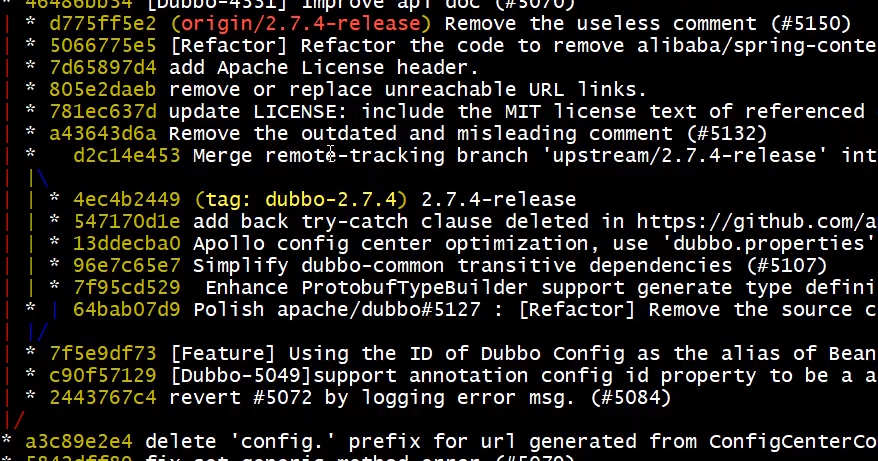 * 46486bb34 [Dubbo-4331] Improve api doc (#5070)
| * d775ff5e2 (origin/2.7.4-release) Remove the useless comment (#5150)
| * 5066775e5 [Refactor] Refactor the code to remove alibaba/spring-conte
| * 7d65897d4 add Apache License header.
| * 805e2daeb remove or replace unreachable URL links.
| * 781ec637d update LICENSE: include the MIT license text of referenced
| * a43643d6a Remove the outdated and misleading comment (#5132)
| *   d2c14e453 Merge remote-tracking branch 'upstream/2.7.4-release' int
| |\
| | * 4ec4b2449 (tag: dubbo-2.7.4) 2.7.4-release
| | * 547170d1e add back try-catch clause deleted in https://github.com/a
| | * 13ddecba0 Apollo config center optimization, use 'dubbo.properties'
| | * 96e7c65e7 Simplify dubbo-common transitive dependencies (#5107)
| | * 7f95cd529  Enhance ProtobufTypeBuilder support generate type defini
| * | 64bab07d9 Polish apache/dubbo#5127 : [Refactor] Remove the source c
| |/
| * 7f5e9df73 [Feature] Using the ID of Dubbo Config as the alias of Bean
| * c90f57129 [Dubbo-5049]support annotation config id property to be a a
| * 2443767c4 revert #5072 by logging error msg. (#5084)
|/
* a3c89e2e4 delete 'config.' prefix for url generated from ConfigCenterCo
* 5842dff89 fix set generic method error (#5079)